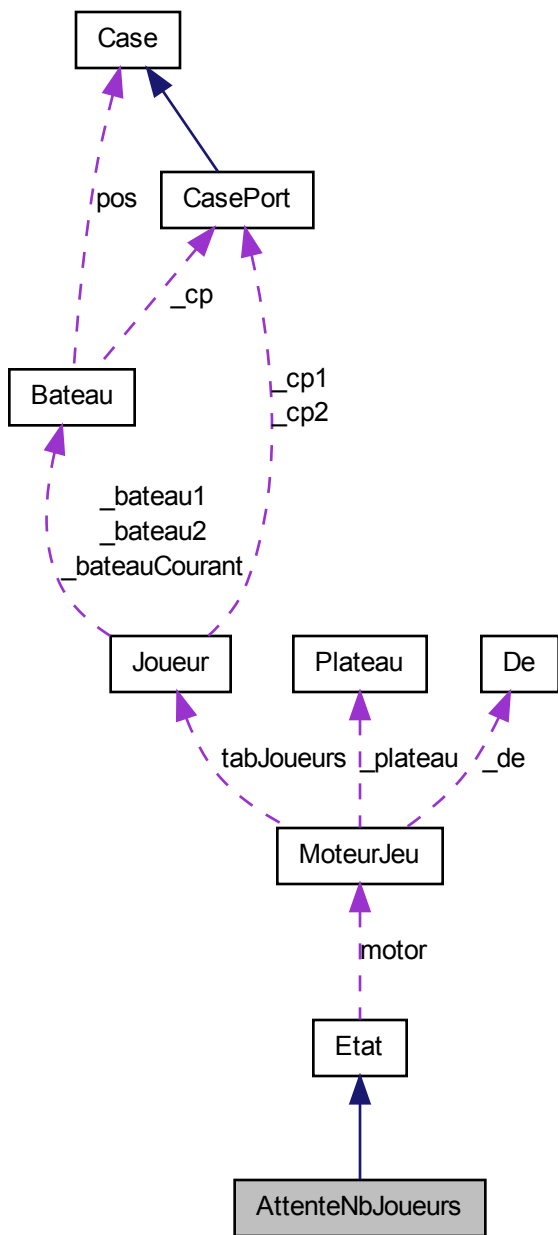 Case
pos
CasePort
_cp
_cp1
_cp2
Bateau
_bateau1
_bateau2
_bateauCourant
Joueur
Plateau
De
tabJoueurs
_plateau
_de
MoteurJeu
motor
Etat
AttenteNbJoueurs